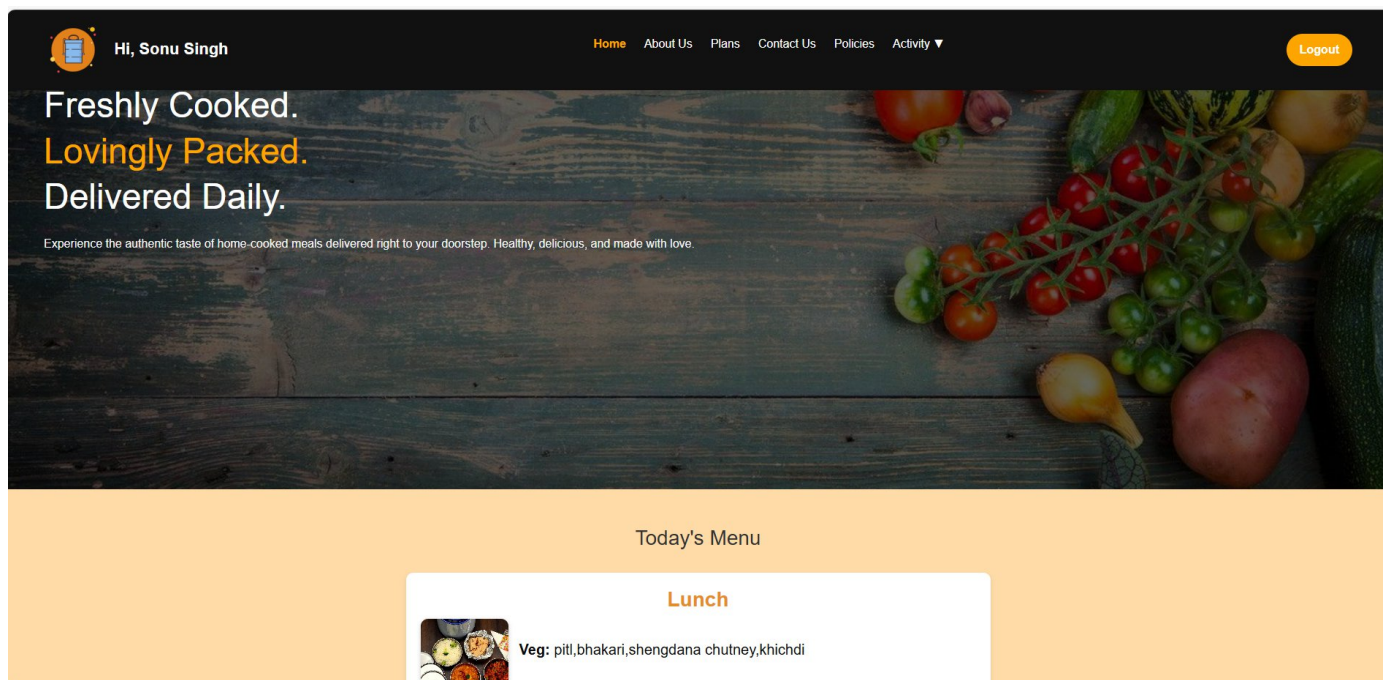 Hi, Sonu Singh
Home About Us Plans Contact Us Policies Activity ▼
Logout
Freshly Cooked.
Lovingly Packed.
Delivered Daily.
Experience the authentic taste of home-cooked meals delivered right to your doorstep. Healthy, delicious, and made with love.
Today's Menu
Lunch
Veg: pitl,bhakari,shengdana chutney,khichdi